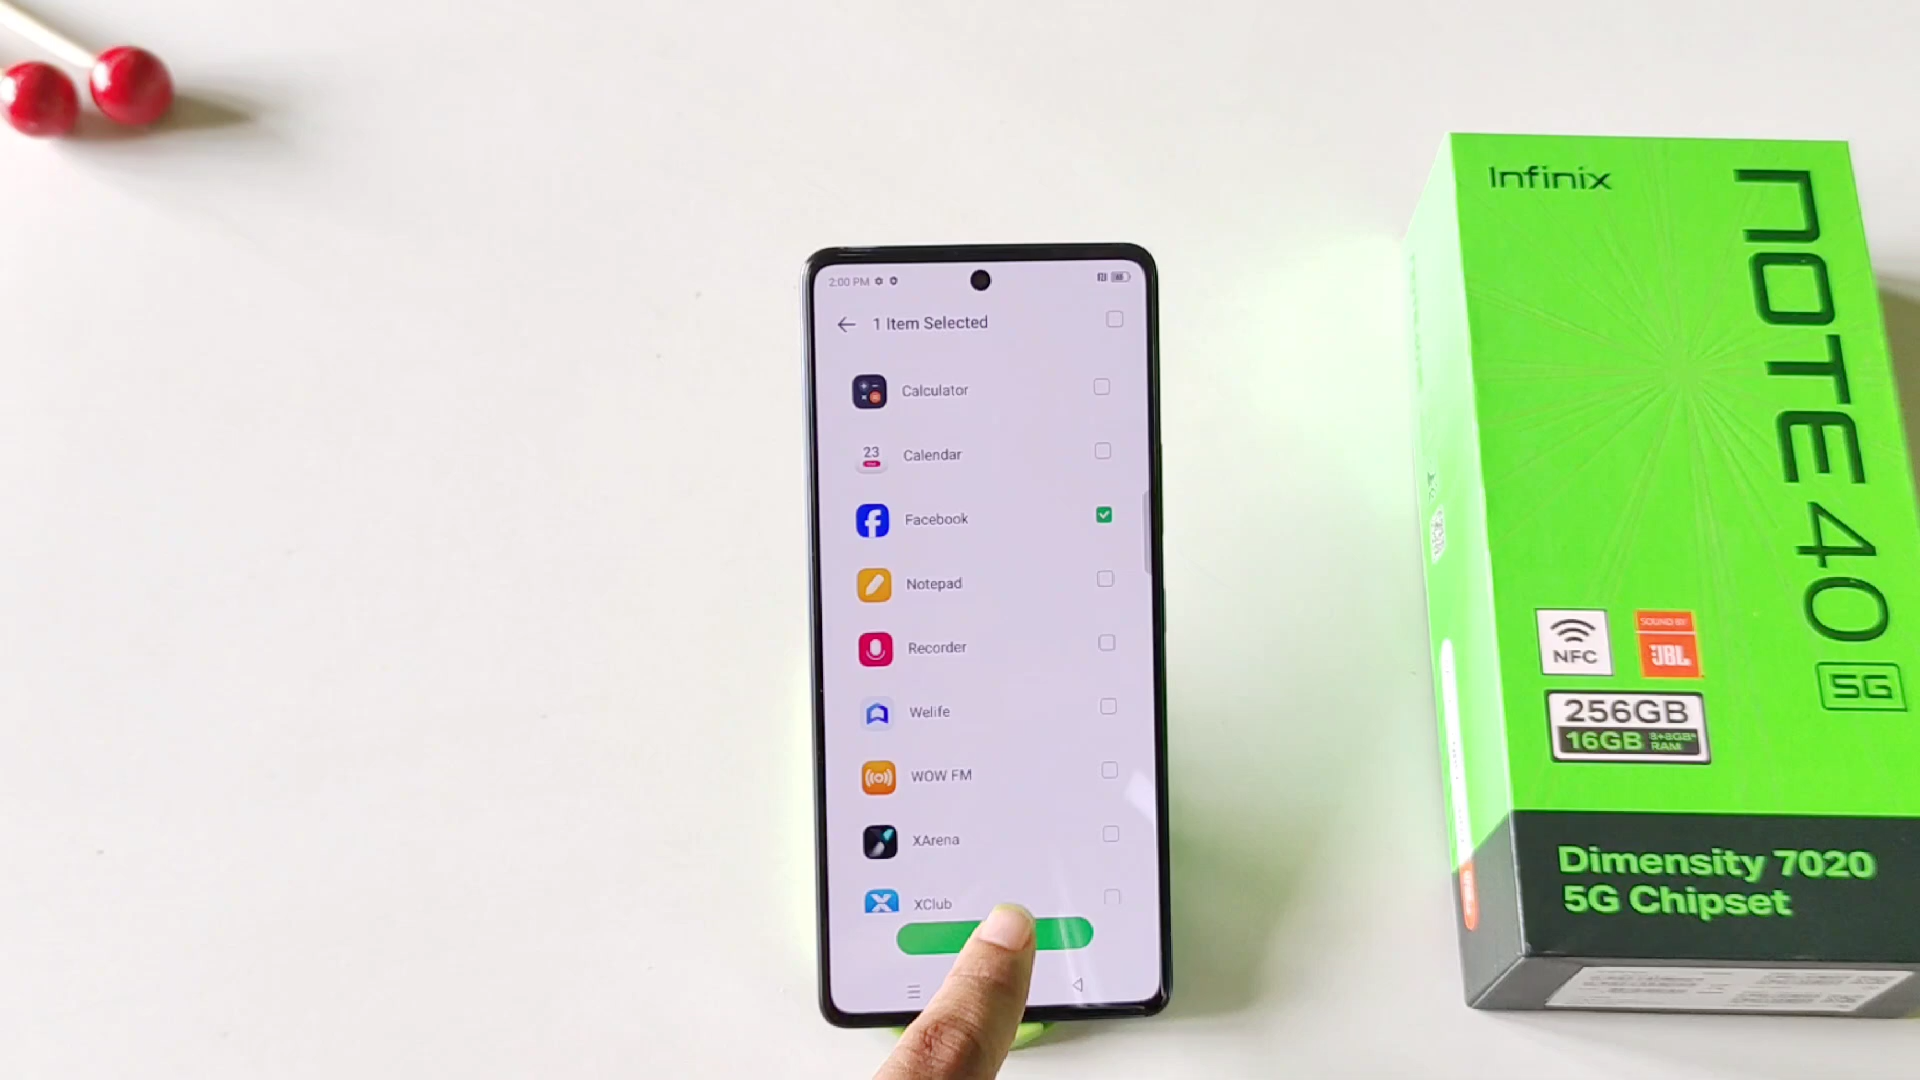 2:00 PM
1 Item Selected
Calculator
23
Calendar
Facebook
Notepad
Recorder
Welife
WOW FM
XArena
XClub
Infinix
NOTE 40 5G
NFC
SOUND BY
JBL
256GB
16GB 8+8GB* RAM
Dimensity 7020
5G Chipset